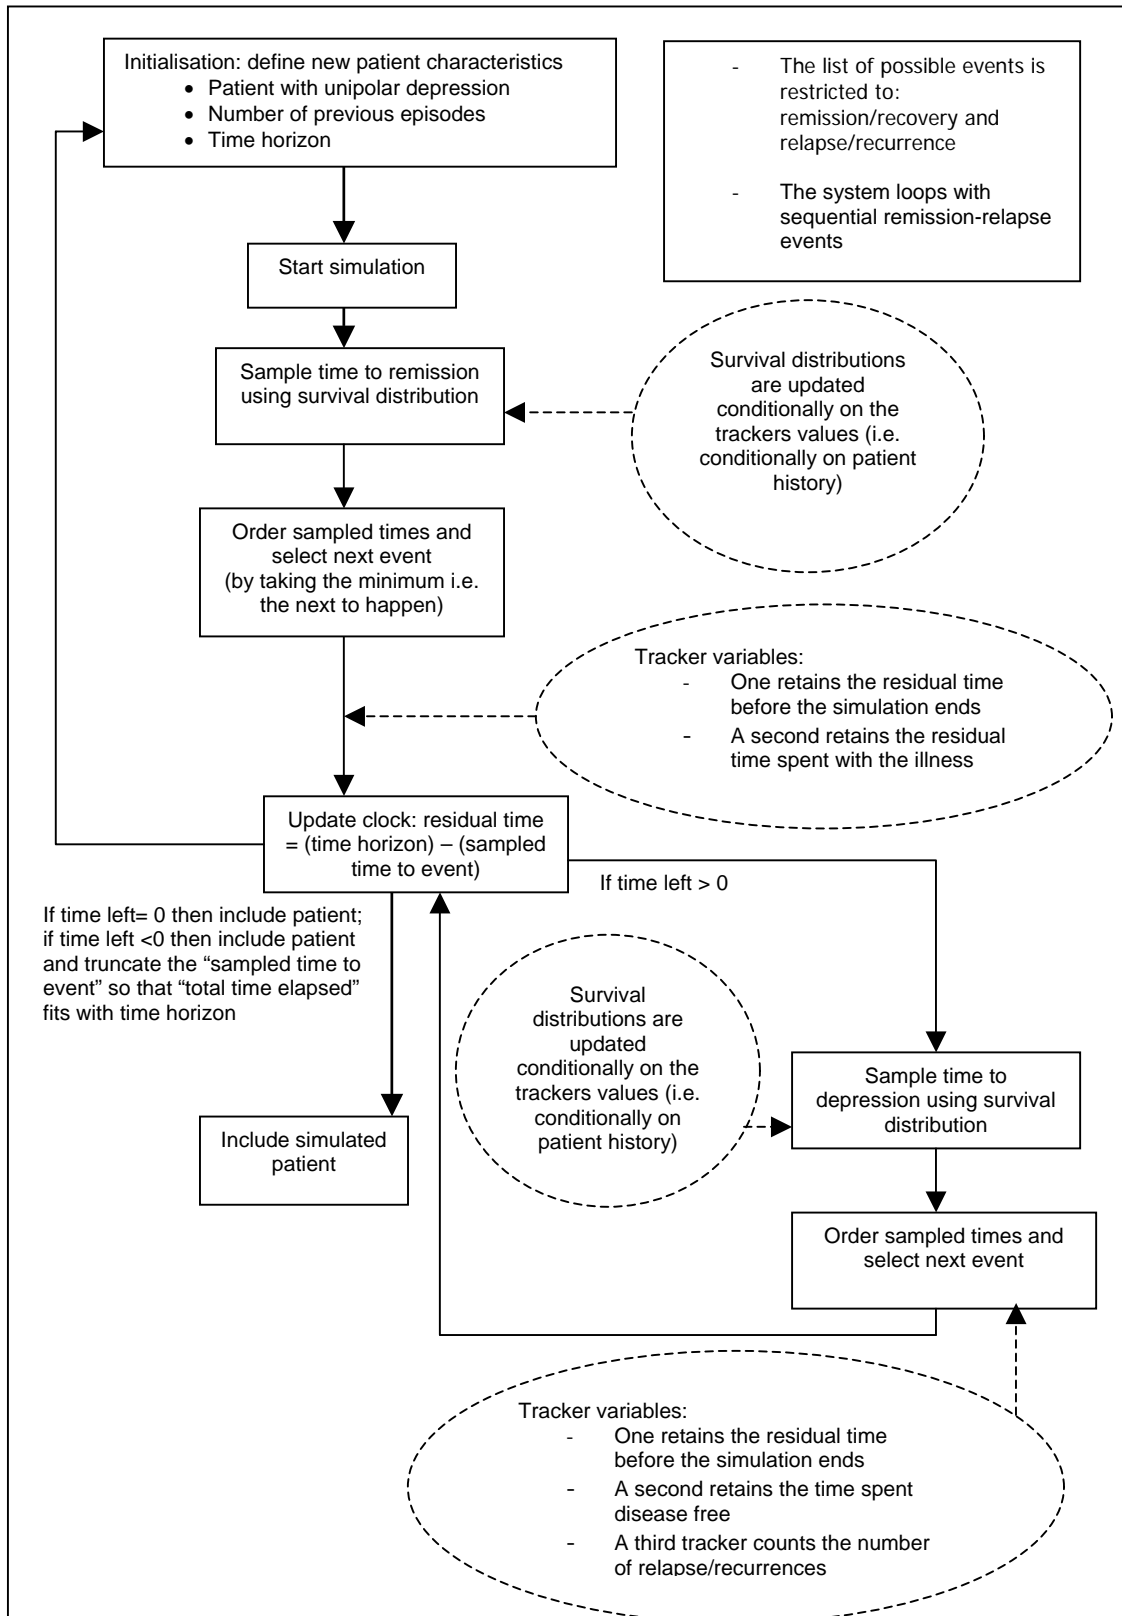 Initialisation: define new patient characteristics
• Patient with unipolar depression
• Number of previous episodes
• Time horizon
- The list of possible events is
restricted to:
remission/recovery and
relapse/recurrence
- The system loops with
sequential remission-relapse
events
Start simulation
Sample time to remission
using survival distribution
Survival distributions
are updated
conditionally on the
trackers values (i.e.
conditionally on patient
history)
Order sampled times and
select next event
(by taking the minimum i.e.
the next to happen)
Tracker variables:
- One retains the residual time
before the simulation ends
- A second retains the residual
time spent with the illness
Update clock: residual time
= (time horizon) – (sampled
time to event)
If time left > 0
If time left= 0 then include patient;
if time left <0 then include patient
and truncate the “sampled time to
event” so that “total time elapsed”
fits with time horizon
Survival
distributions are
updated
conditionally on the
trackers values (i.e.
conditionally on
patient history)
Sample time to
depression using survival
distribution
Include simulated
patient
Order sampled times and
select next event
Tracker variables:
- One retains the residual time
before the simulation ends
- A second retains the time spent
disease free
- A third tracker counts the number
of relapse/recurrences